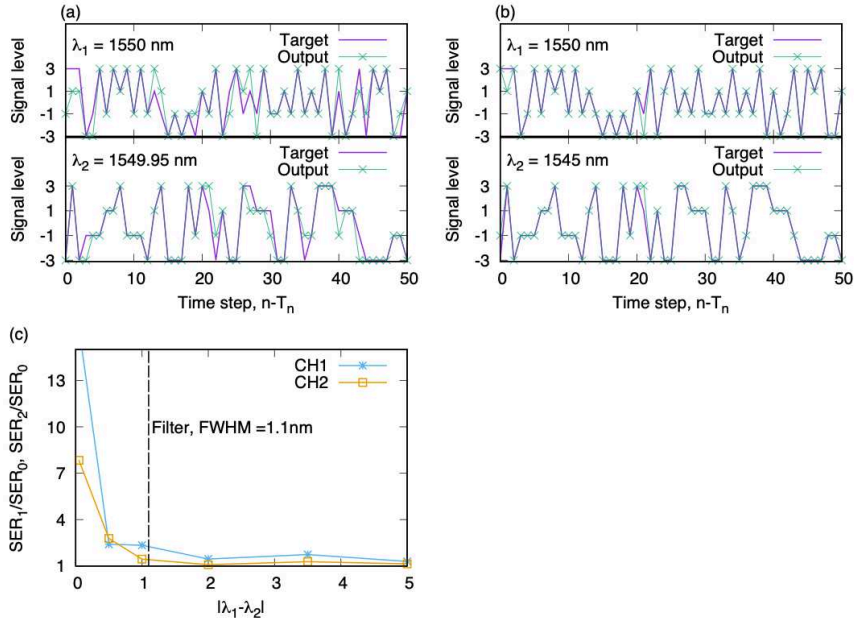 (a)
λ1 = 1550 nm
Target
Output
Signal level
3
1
-1
-3
λ2 = 1549.95 nm
Target
Output
Signal level
3
1
-1
-3
0 10 20 30 40 50
Time step, n-Tn
(b)
λ1 = 1550 nm
Target
Output
Signal level
3
1
-1
-3
λ2 = 1545 nm
Target
Output
Signal level
3
1
-1
-3
0 10 20 30 40 50
Time step, n-Tn
(c)
CH1
CH2
Filter, FWHM =1.1nm
SER1/SER0, SER2/SER0
13
10
7
4
1
0 1 2 3 4 5
|λ1-λ2|